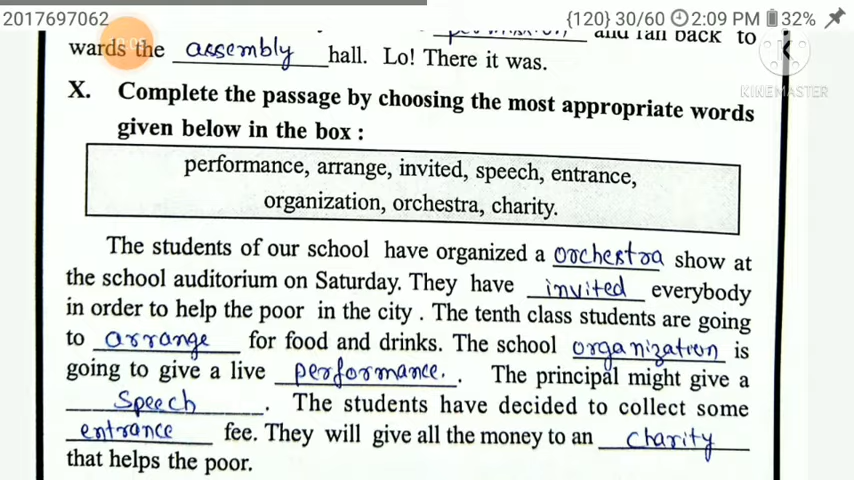 2017697062 {120} 30/60 2:09 PM 32%
and ran back to
wards the assembly hall. Lo! There it was.
KINEMASTER
X. Complete the passage by choosing the most appropriate words
given below in the box :
performance, arrange, invited, speech, entrance,
organization, orchestra, charity.
The students of our school have organized a orchestra show at
the school auditorium on Saturday. They have invited everybody
in order to help the poor in the city . The tenth class students are going
to arrange for food and drinks. The school organization is
going to give a live performance. . The principal might give a
Speech . The students have decided to collect some
entrance fee. They will give all the money to an charity
that helps the poor.